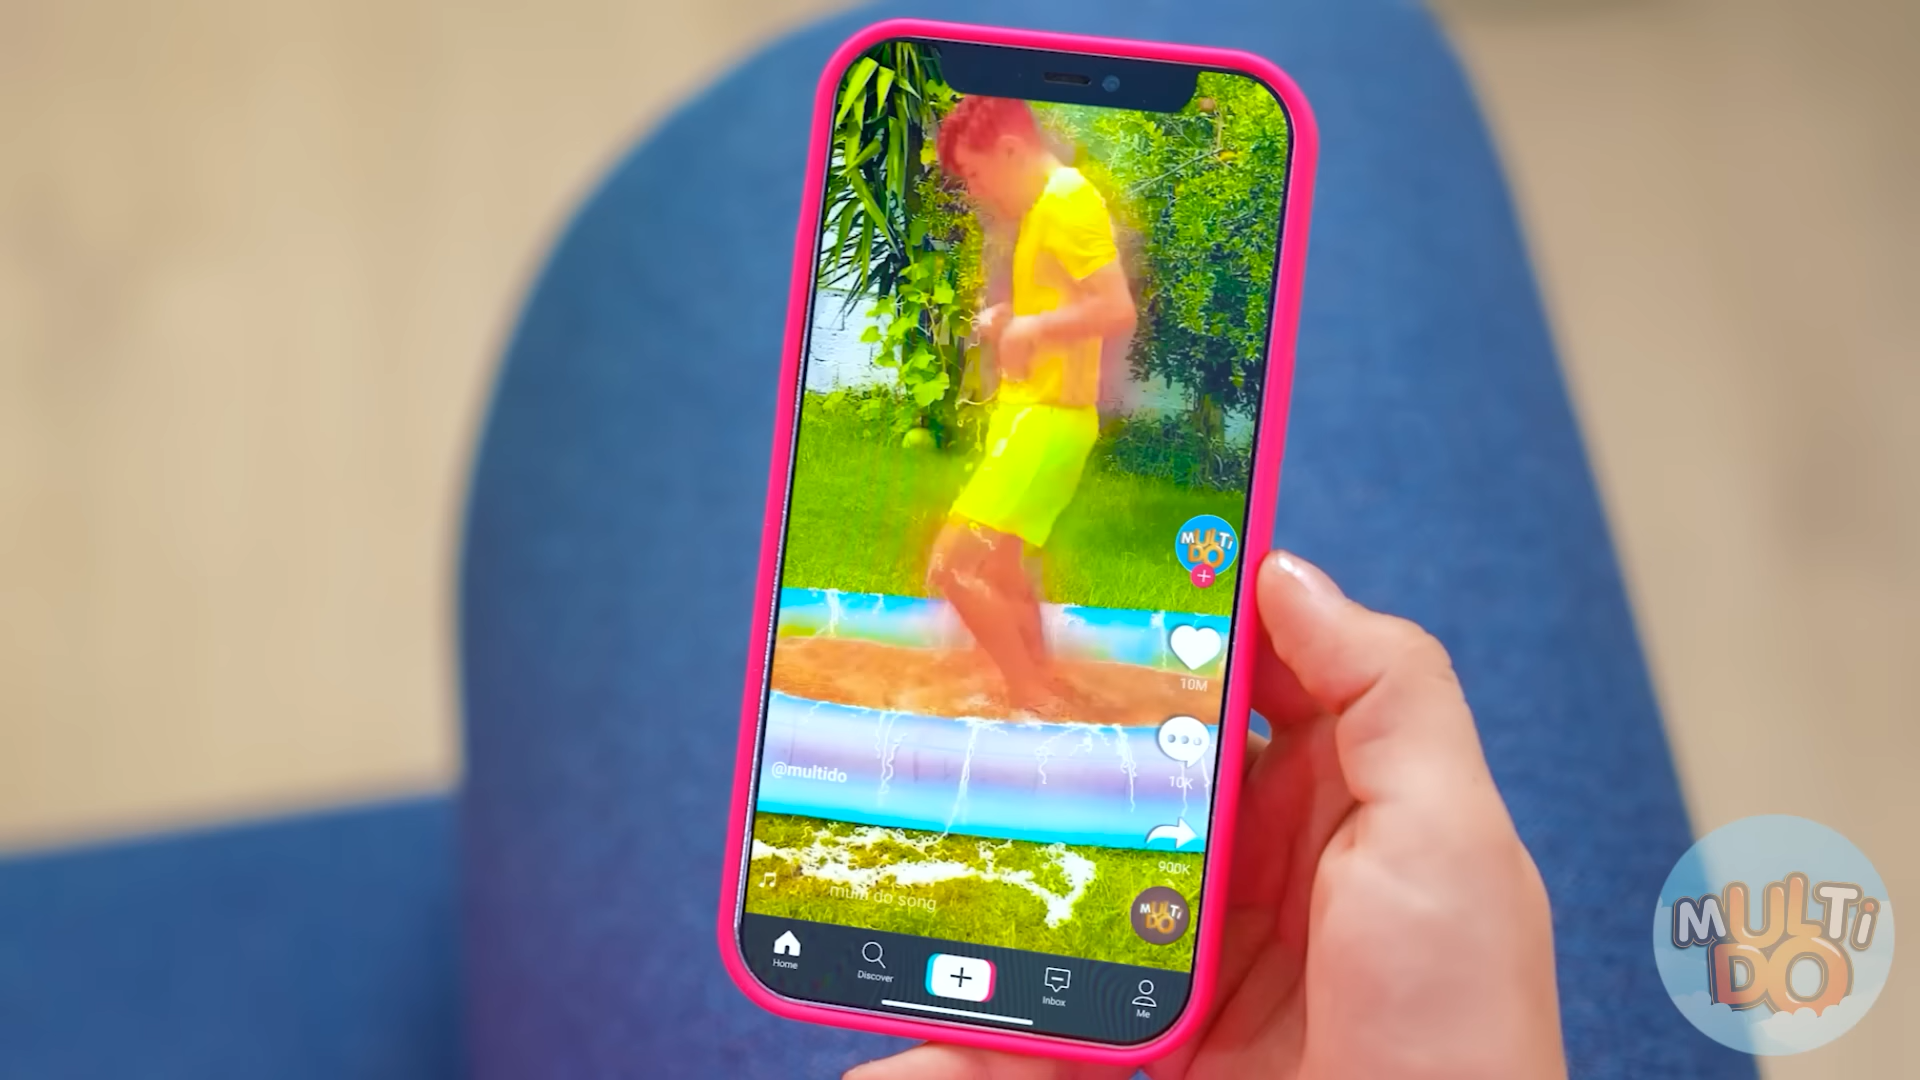 MULTi
DO
10M
@multido
10K
900K
multi do song
MULTi
DO
Home
Discover
Inbox
Me
MULTi
DO